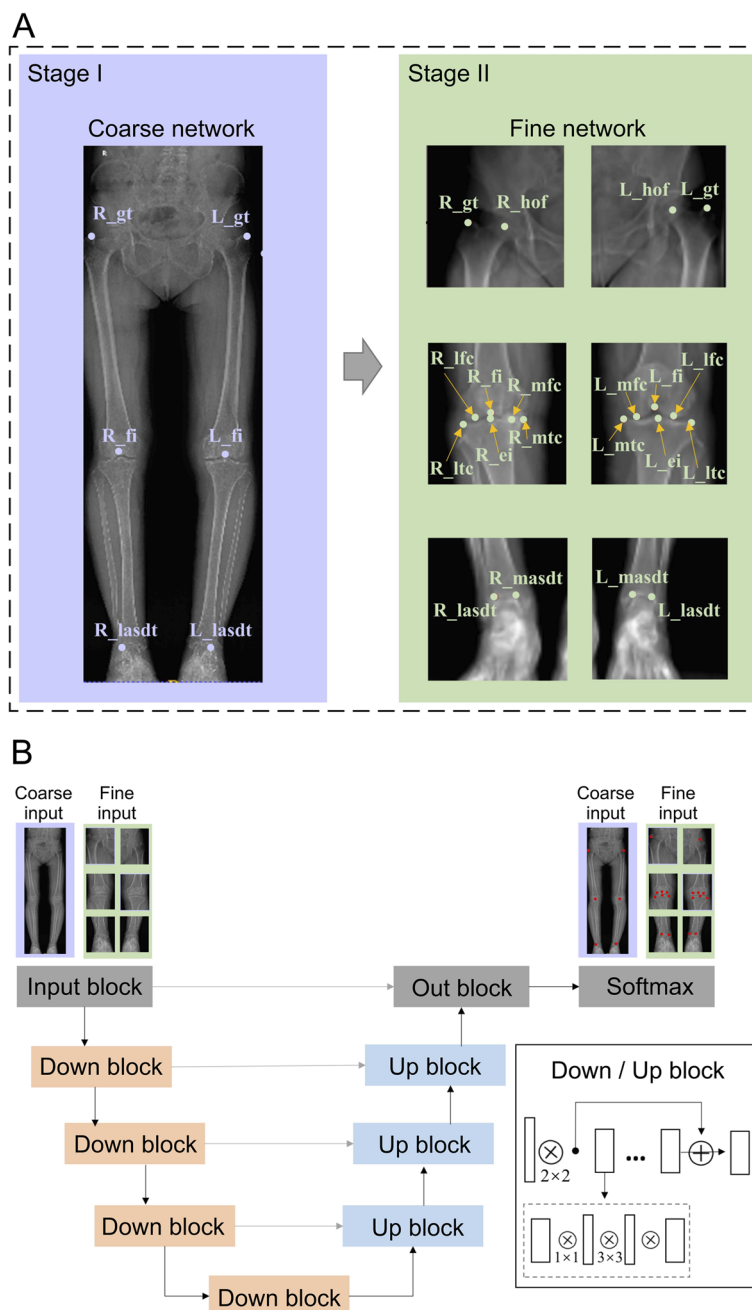 A
Stage I
Stage II
Coarse network
Fine network
R
R_gt
L_gt
R_fi
L_fi
R_lasdt
L_lasdt
R_gt
R_hof
L_hof
L_gt
R_lfc
R_fi
R_mfc
R_ltc
R_ei
R_mtc
L_mfc
L_fi
L_lfc
L_mtc
L_ei
L_ltc
R_masdt
R_lasdt
L_masdt
L_lasdt
B
Coarse
input
Fine
input
Coarse
input
Fine
input
Input block
Out block
Softmax
Down block
Up block
Down block
Up block
Down block
Up block
Down block
Down / Up block
2×2
...
1×1
3×3